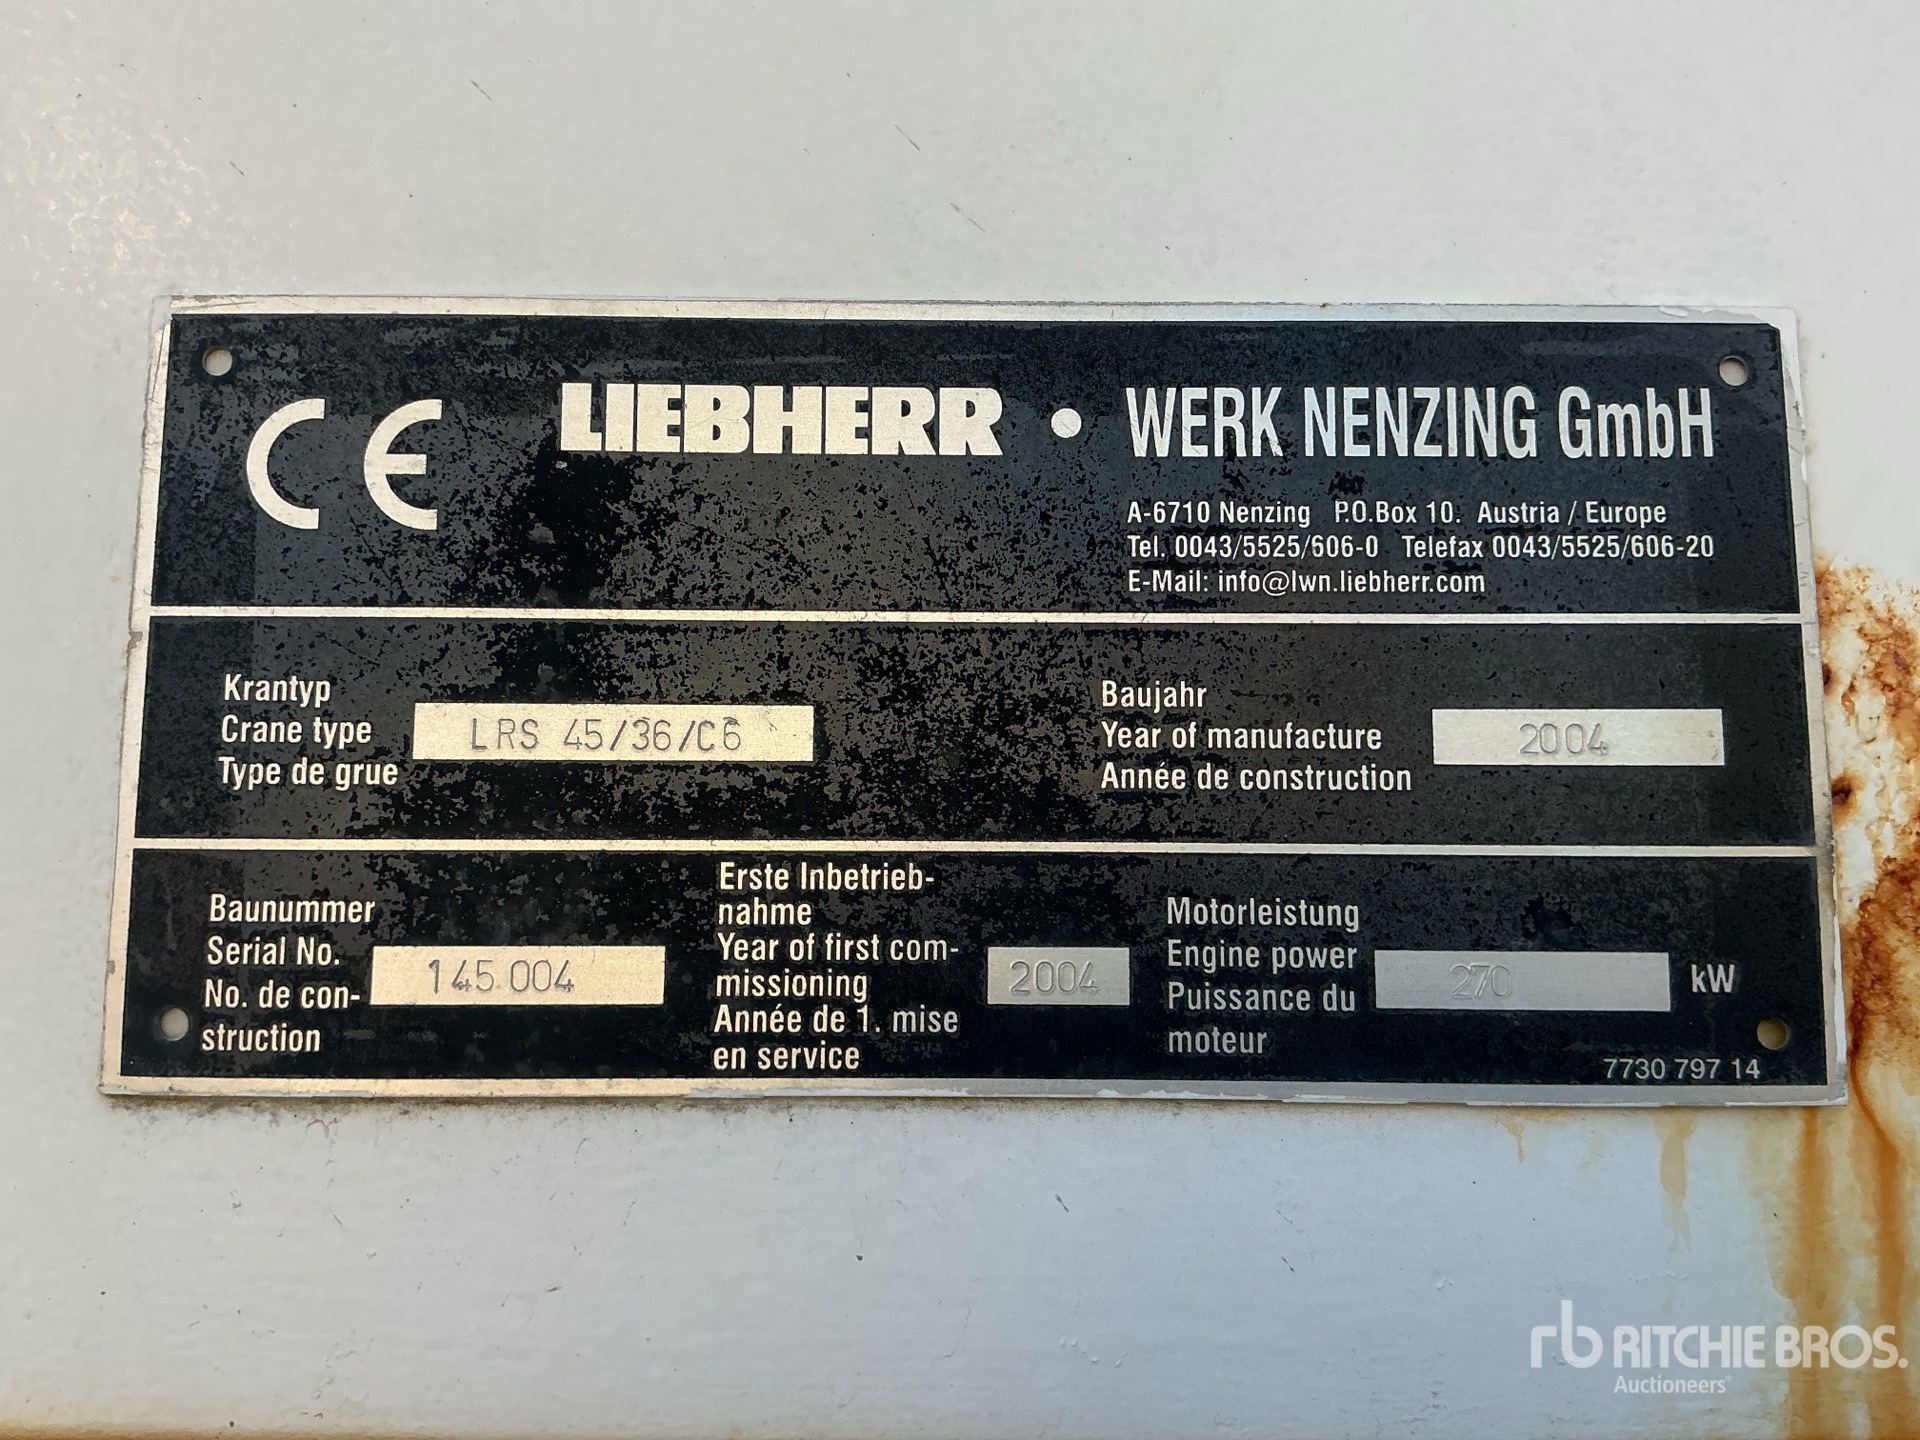 CE LIEBHERR • WERK NENZING GmbH
A-6710 Nenzing P.O.Box 10. Austria / Europe
Tel. 0043/5525/606-0 Telefax 0043/5525/606-20
E-Mail: info@lwn.liebherr.com
Krantyp
Crane type
Type de grue
LRS 45/36/C6
Baujahr
Year of manufacture
Année de construction
2004
Baunummer
Serial No.
No. de con-
struction
145.004
Erste Inbetrieb-
nahme
Year of first com-
missioning
Année de 1. mise
en service
2004
Motorleistung
Engine power
Puissance du
moteur
270 kW
7730 797 14
rb RITCHIE BROS.
Auctioneers